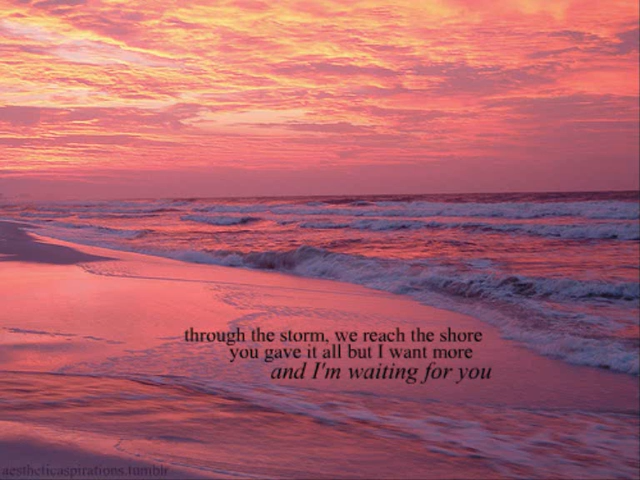 through the storm, we reach the shore
you gave it all but I want more
and I'm waiting for you
aestheticaspirations.tumblr